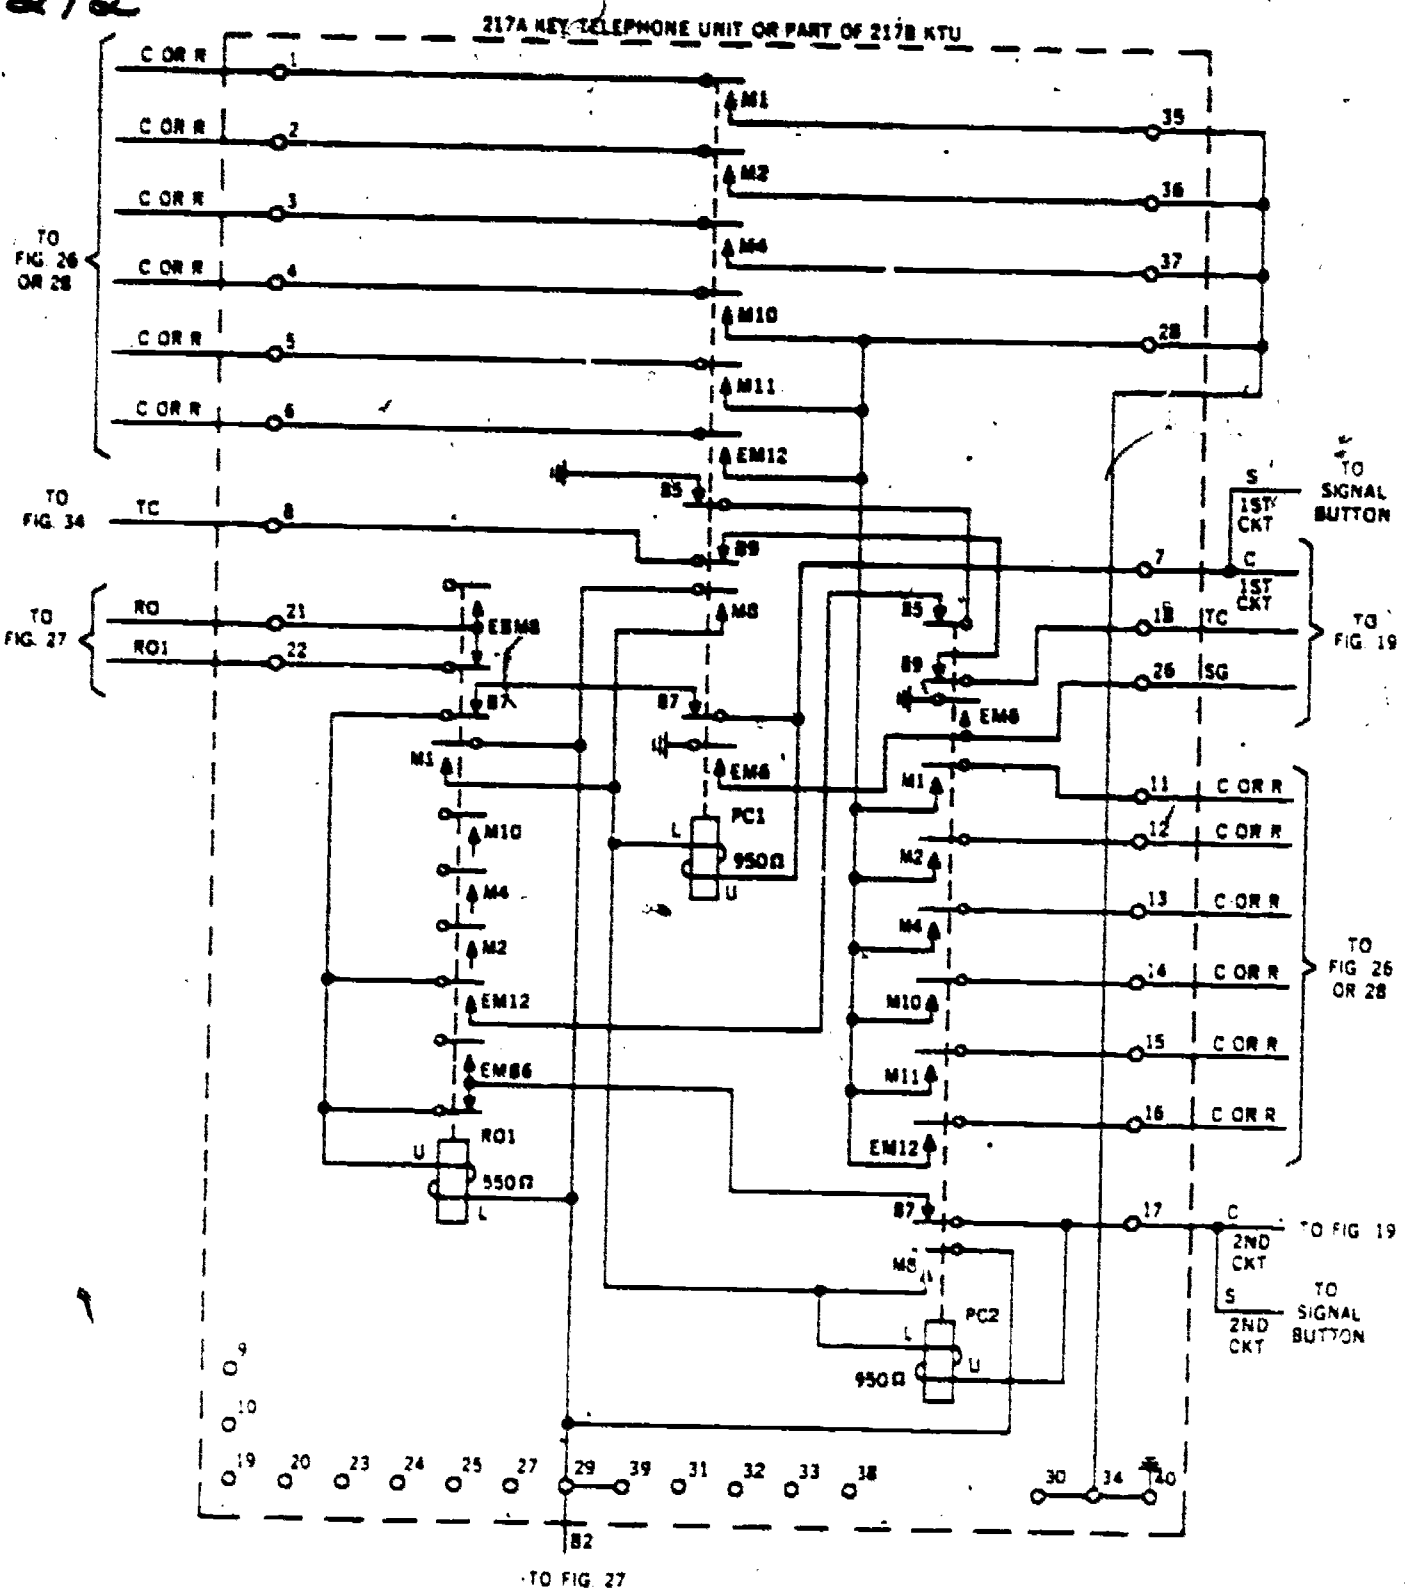 217A KEY TELEPHONE UNIT OR PART OF 217B KTU
C OR R 1
M1
35
C OR R 2
M2
36
C OR R 3
M4
37
TO
FIG. 26
OR 28
C OR R 4
M10
28
C OR R 5
M11
C OR R 6
EM12
B5
TO
FIG. 34
TC 8
B9
S
1ST
CKT
TO
SIGNAL
BUTTON
7
C
1ST
CKT
TO
FIG. 27
RO 21
RO1 22
EBM8
M8
B5
18 TC
TO
FIG. 19
B9
26 SG
B7
B7
EM6
M1
EM6
M1
11 C OR R
PC1
L
950Ω
U
M10
M2
12 C OR R
M4
M4
13 C OR R
M2
M10
14 C OR R
TO
FIG 26
OR 28
EM12
M11
15 C OR R
EMB6
EM12
16 C OR R
RO1
U
550Ω
L
B7
17
C
2ND
CKT
TO FIG 19
M8
S
2ND
CKT
TO
SIGNAL
BUTTON
PC2
L
U
950Ω
9
10
19 20 23 24 25 27 29 39 31 32 33 38 30 34 40
B2
TO FIG 27